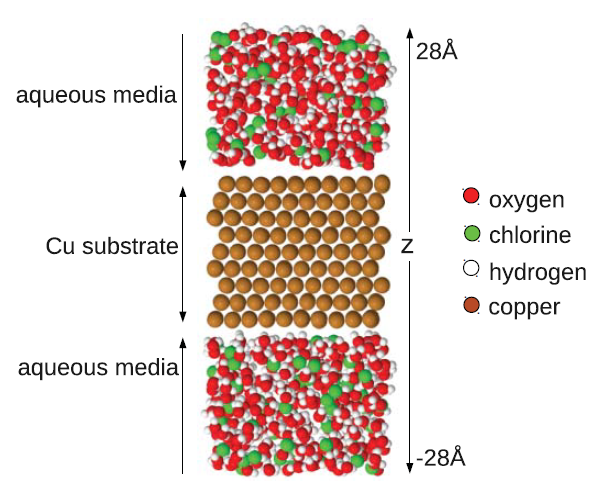 28Å
aqueous media
oxygen
chlorine
Cu substrate
z
hydrogen
copper
aqueous media
-28Å